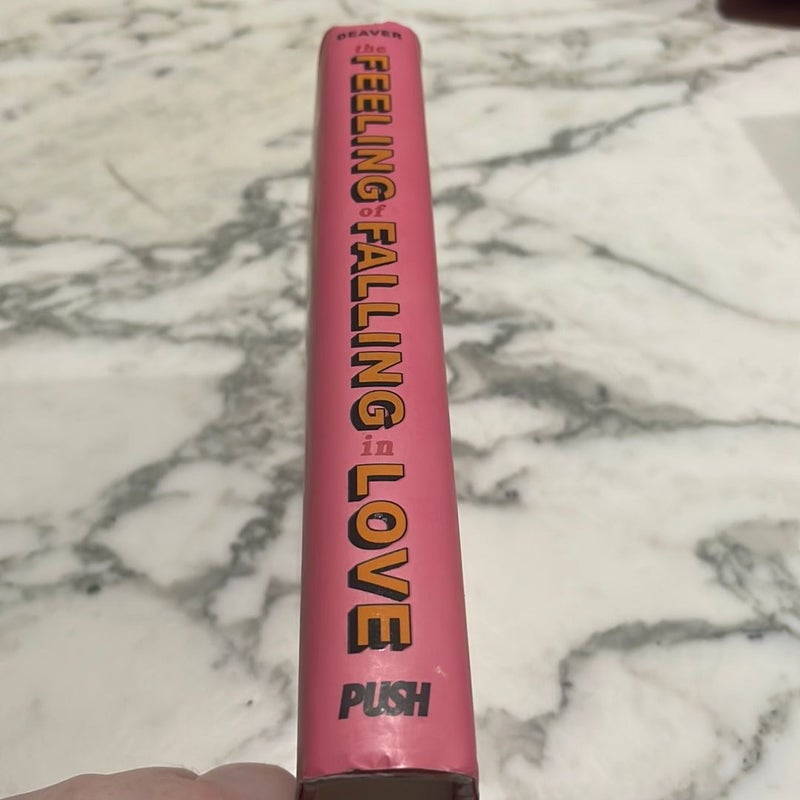 DEAVER
the
FEELING
of
FALLING
in
LOVE
PUSH